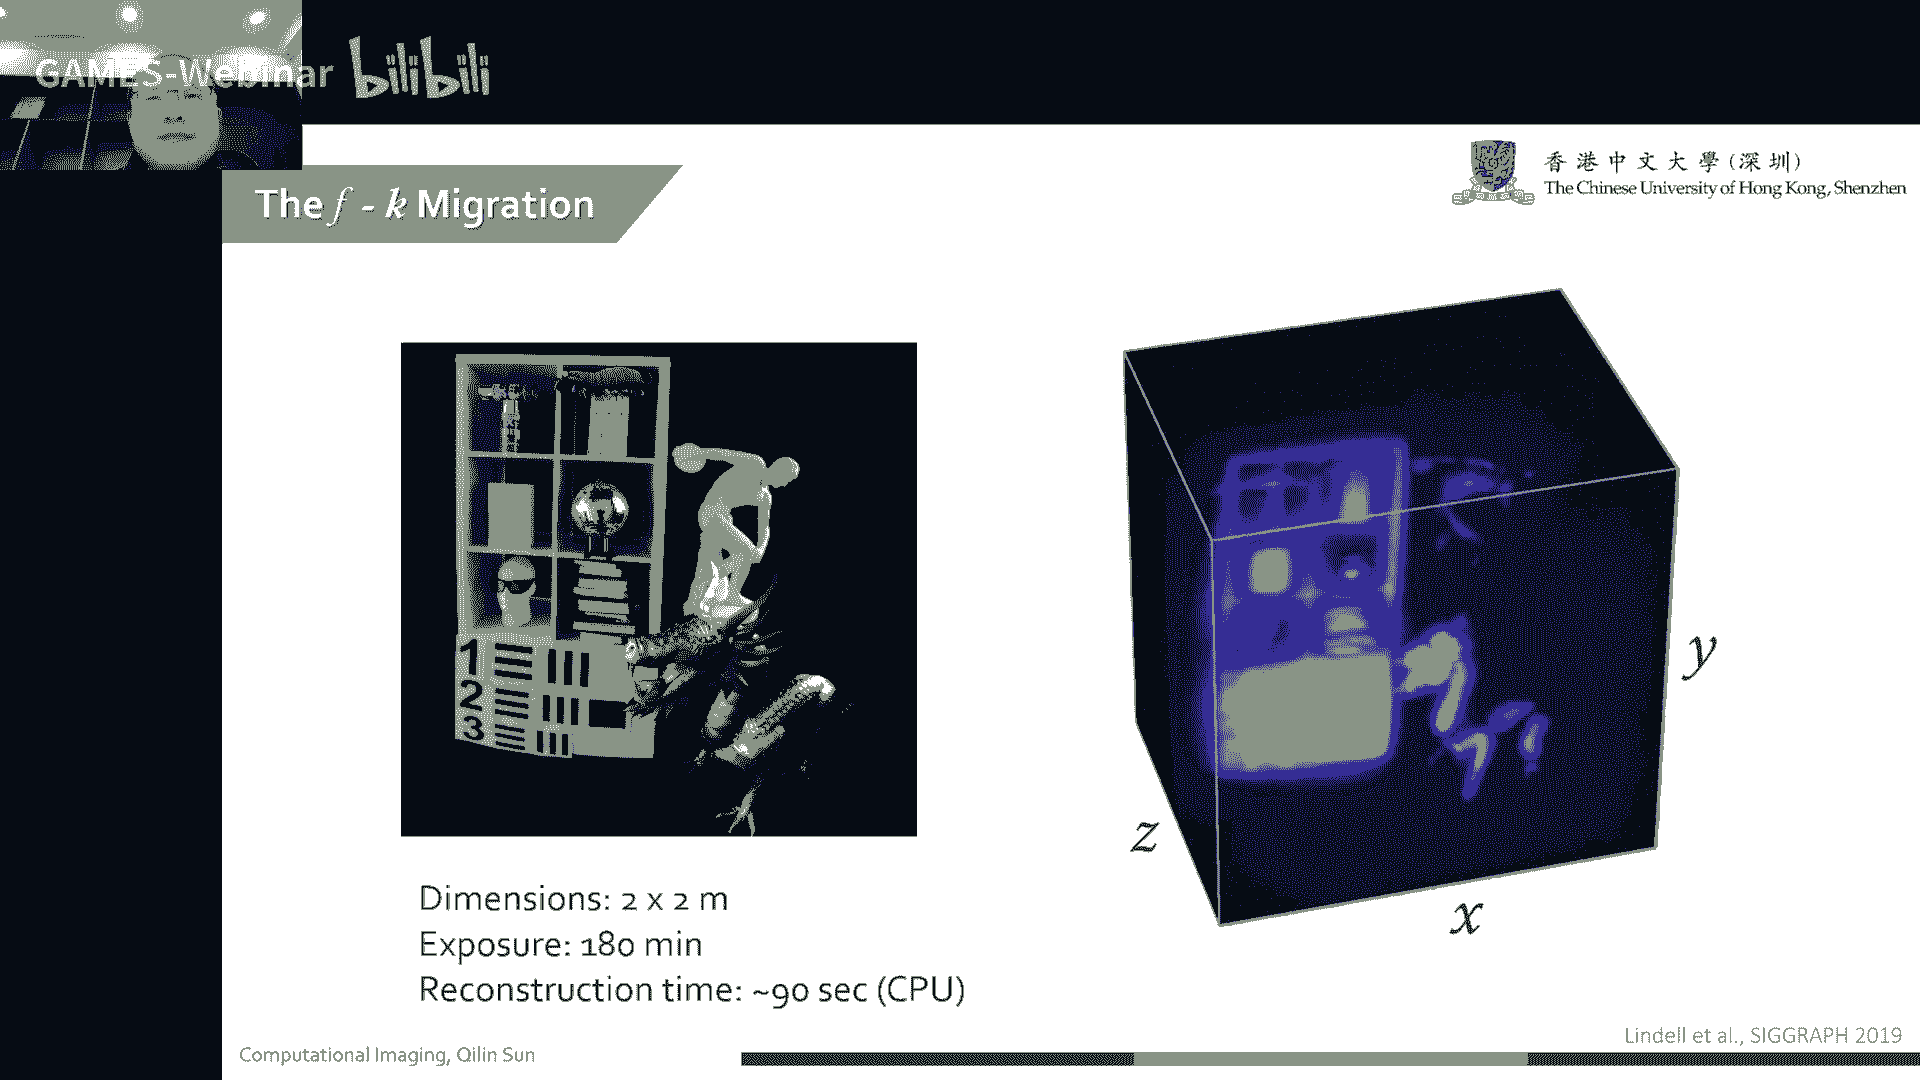 GAMES-Webinar bilibili
香港中文大學(深圳)
The Chinese University of Hong Kong, Shenzhen
The f - k Migration
1
2
3
y
z
x
Dimensions: 2 x 2 m
Exposure: 180 min
Reconstruction time: ~90 sec (CPU)
Lindell et al., SIGGRAPH 2019
Computational Imaging, Qilin Sun